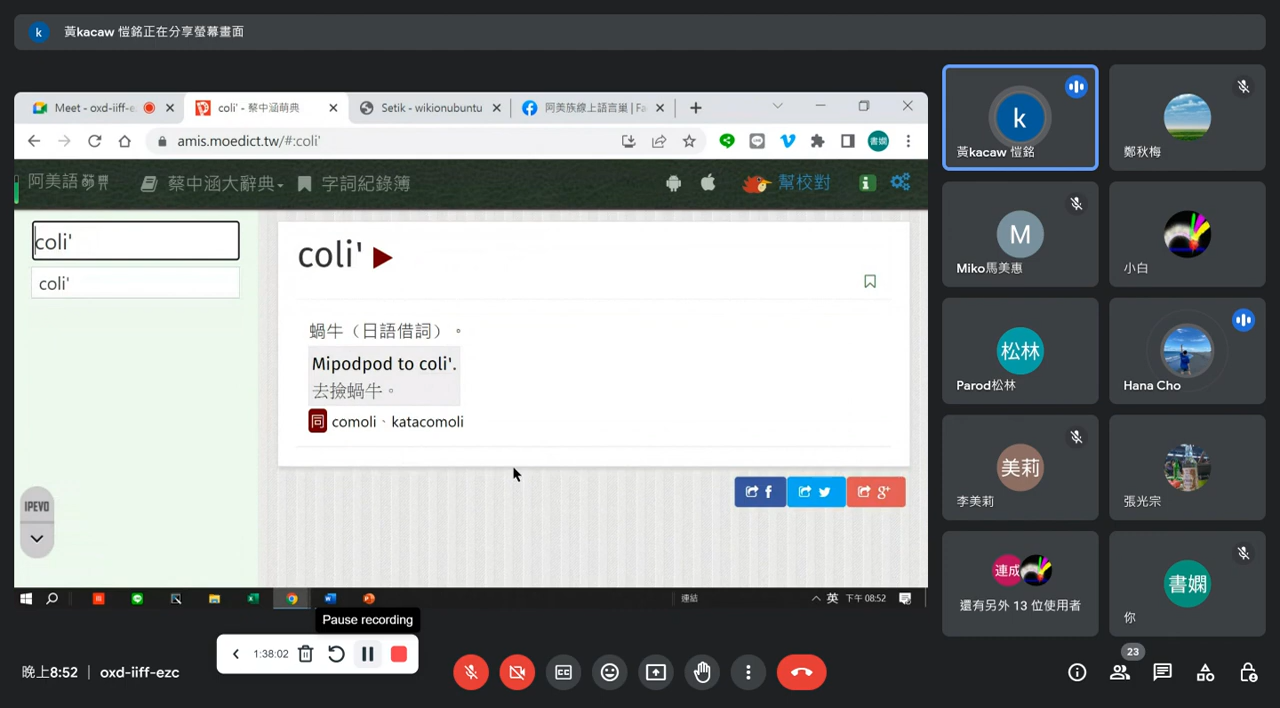 k 黃kacaw 愷銘正在分享螢幕畫面
Meet - oxd-iiff-e
coli' - 蔡中涵萌典
Setik - wikionubuntu
阿美族線上語言巢 | Fa
amis.moedict.tw/#:coli'
書嫻
阿美語萌典
蔡中涵大辭典
字詞紀錄簿
幫校對
coli'
coli'
coli'
蝸牛（日語借詞）。
Mipodpod to coli'.
去撿蝸牛。
同 comoli、katacomoli
IPEVO
連結
英
下午 08:52
Pause recording
1:38:02
k
黃kacaw 愷銘
鄭秋梅
M
Miko馬美惠
小白
松林
Parod松林
Hana Cho
美莉
李美莉
張光宗
連成
還有另外 13 位使用者
書嫻
你
晚上8:52 | oxd-iiff-ezc
23